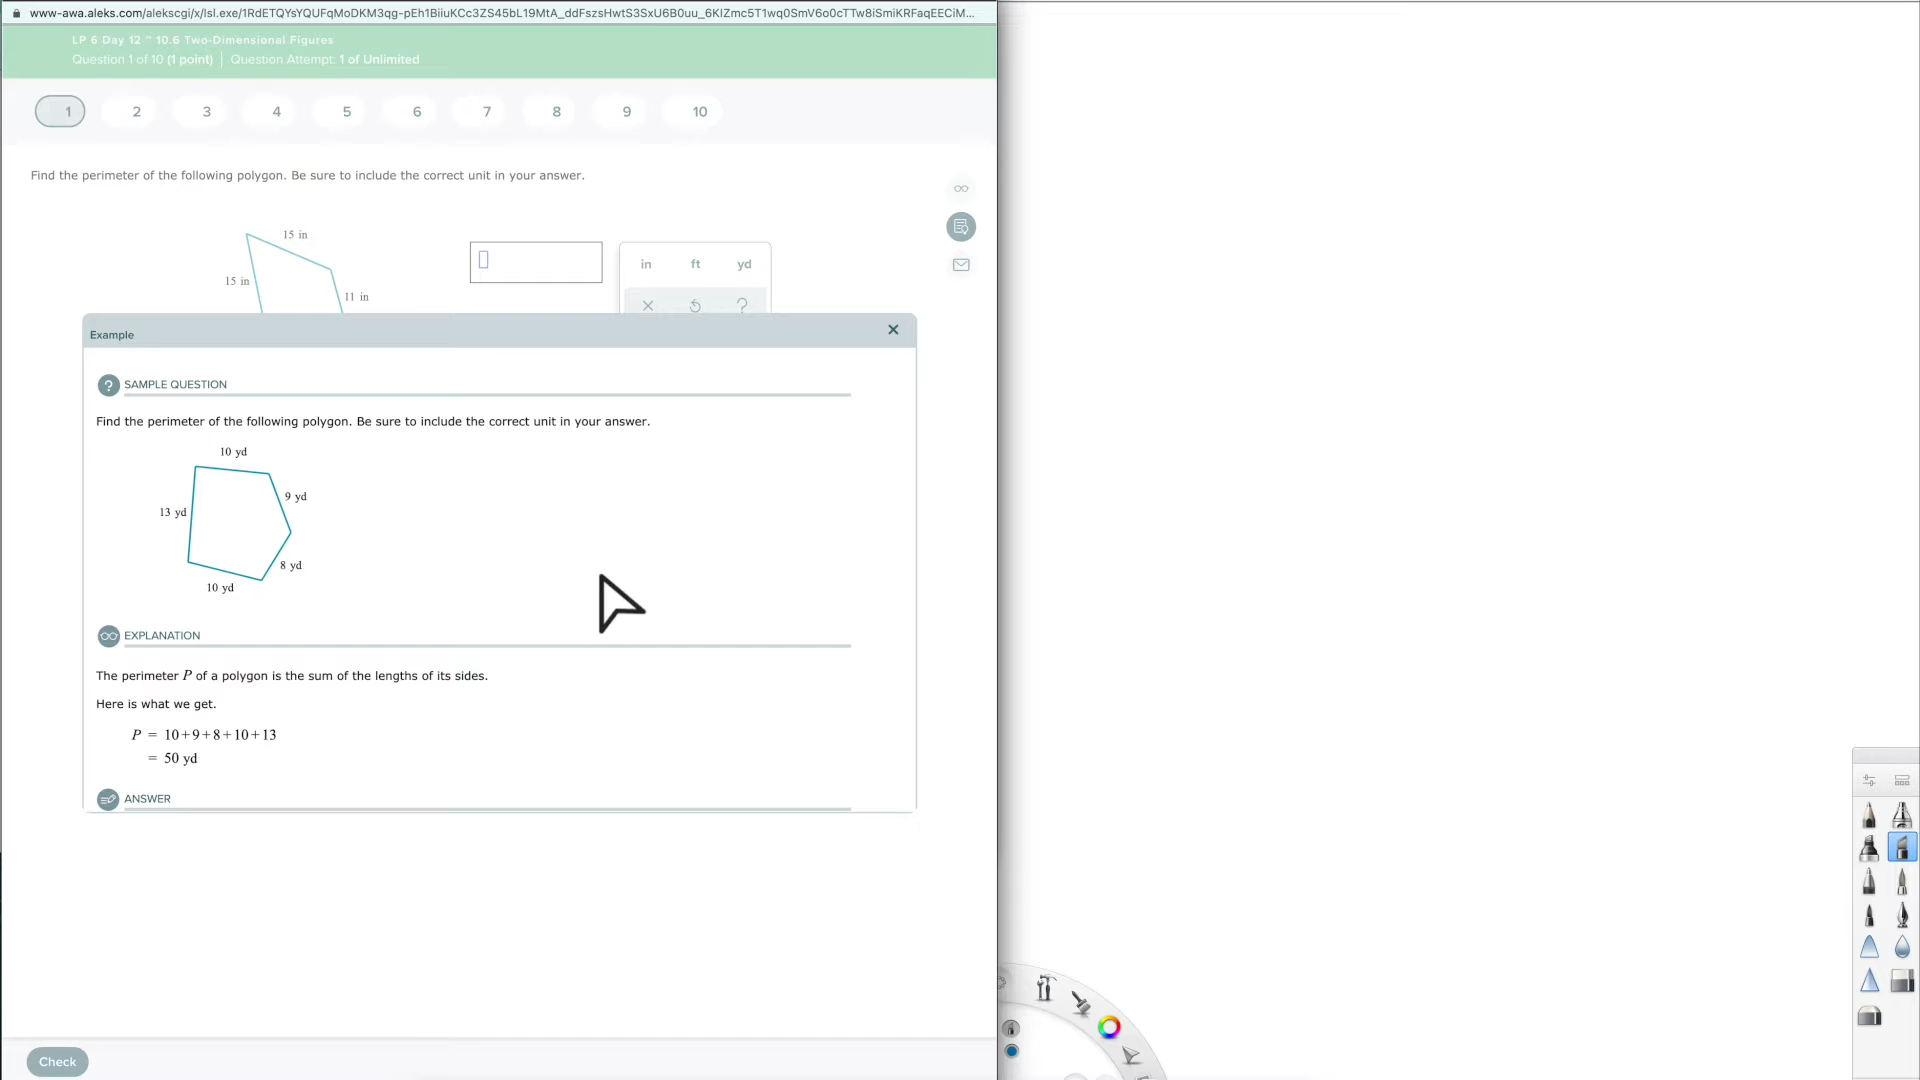 www-awa.aleks.com/alekscgi/x/lsl.exe/1RdETQYsYQUFqMoDKM3qg-pEh1BiiuKCc3ZS45bL19MtA_ddFszsHwtS3SxU6B0uu_6KIZmc5T1wq0SmV6o0cTTw8iSmiKRFaqEECiM...
LP 6 Day 12 ~ 10.6 Two-Dimensional Figures
Question 1 of 10 (1 point) | Question Attempt: 1 of Unlimited
1 2 3 4 5 6 7 8 9 10
Find the perimeter of the following polygon. Be sure to include the correct unit in your answer.
15 in
15 in
11 in
in ft yd
?
Example
SAMPLE QUESTION
Find the perimeter of the following polygon. Be sure to include the correct unit in your answer.
10 yd
9 yd
13 yd
8 yd
10 yd
EXPLANATION
The perimeter P of a polygon is the sum of the lengths of its sides.
Here is what we get.
P = 10+9+8+10+13
= 50 yd
ANSWER
Check